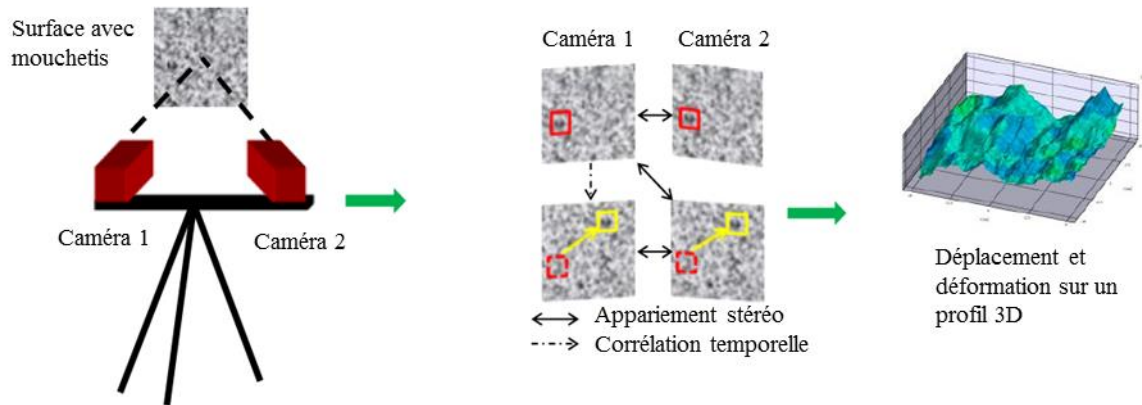 Surface avec
mouchetis
Caméra 1
Caméra 2
Caméra 1
Caméra 2
Appariement stéréo
Corrélation temporelle
Déplacement et
déformation sur un
profil 3D